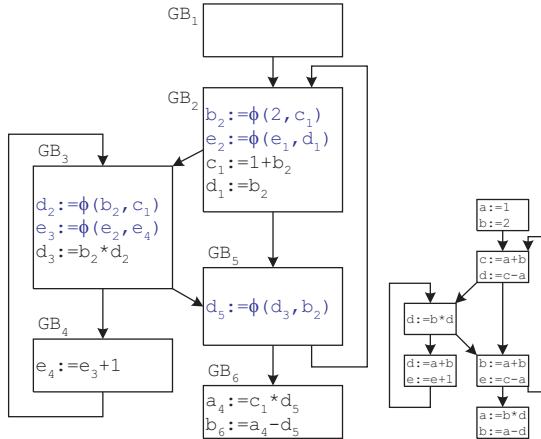 GB₁
GB₂
b₂:=ϕ(2,c₁)
e₂:=ϕ(e₁,d₁)
c₁:=1+b₂
d₁:=b₂
GB₃
d₂:=ϕ(b₂,c₁)
e₃:=ϕ(e₂,e₄)
d₃:=b₂*d₂
GB₅
d₅:=ϕ(d₃,b₂)
GB₄
e₄:=e₃+1
GB₆
a₄:=c₁*d₅
b₆:=a₄-d₅
a:=1
b:=2
c:=a+b
d:=c-a
d:=b*d
d:=a+b
e:=e+1
b:=a+b
e:=c-a
a:=b*d
b:=a-d